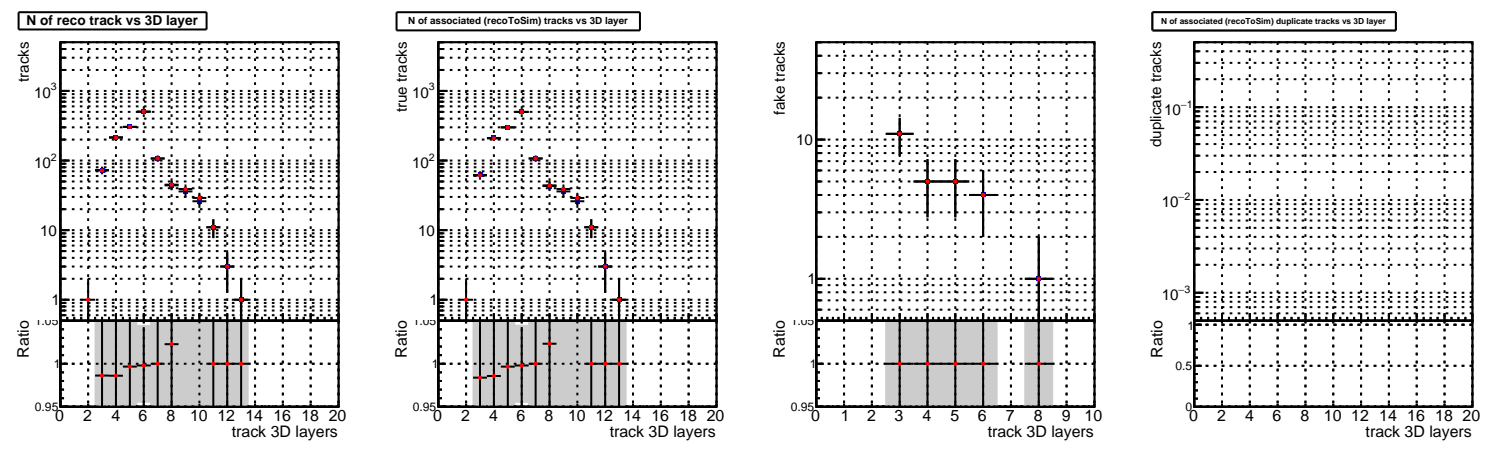 N of reco track vs 3D layer
tracks
10³
10²
10
1
Ratio
1.05
1
0.95
0 2 4 6 8 10 12 14 16 18 20
track 3D layers
N of associated (recoToSim) tracks vs 3D layer
true tracks
10³
10²
10
1
Ratio
1.05
1
0.95
0 2 4 6 8 10 12 14 16 18 20
track 3D layers
fake tracks
10
1
Ratio
1.05
1
0.95
0 1 2 3 4 5 6 7 8 9 10
track 3D layers
N of associated (recoToSim) duplicate tracks vs 3D layer
duplicate tracks
10⁻¹
10⁻²
10⁻³
Ratio
1
0.5
0
0 2 4 6 8 10 12 14 16 18 20
track 3D layers